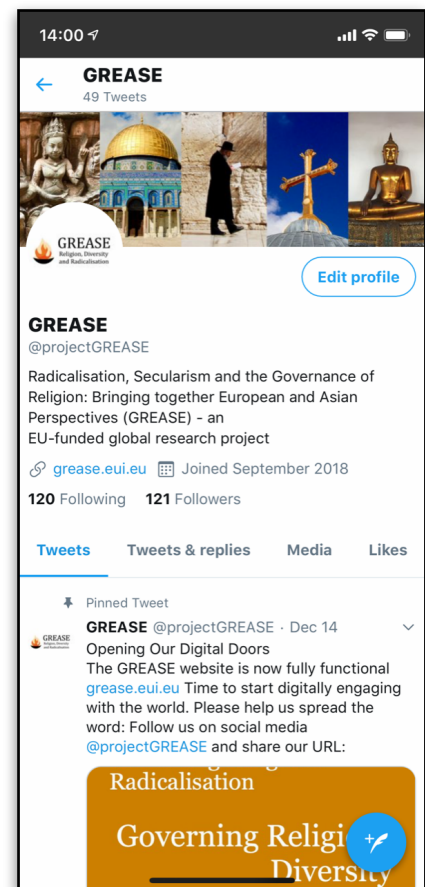 14:00
GREASE
49 Tweets
GREASE
Religion, Diversity
and Radicalisation
Edit profile
GREASE
@projectGREASE
Radicalisation, Secularism and the Governance of
Religion: Bringing together European and Asian
Perspectives (GREASE) - an
EU-funded global research project
grease.eui.eu Joined September 2018
120 Following 121 Followers
Tweets Tweets & replies Media Likes
Pinned Tweet
GREASE @projectGREASE · Dec 14
GREASE
Religion, Diversity
and Radicalisation
Opening Our Digital Doors
The GREASE website is now fully functional
grease.eui.eu Time to start digitally engaging
with the world. Please help us spread the
word: Follow us on social media
@projectGREASE and share our URL:
Radicalisation
Governing Religi
Diversity